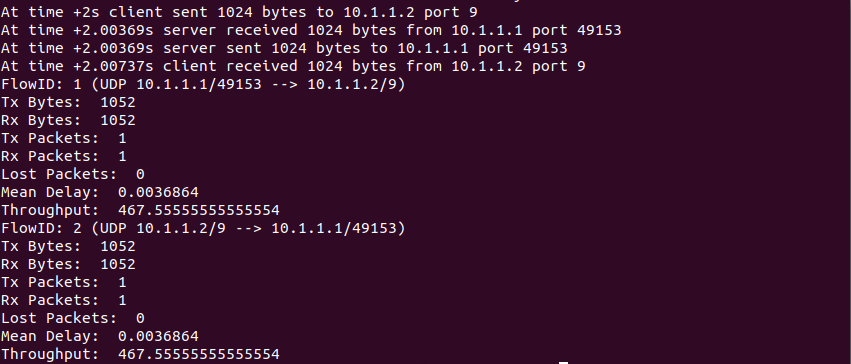 At time +2s client sent 1024 bytes to 10.1.1.2 port 9
At time +2.00369s server received 1024 bytes from 10.1.1.1 port 49153
At time +2.00369s server sent 1024 bytes to 10.1.1.1 port 49153
At time +2.00737s client received 1024 bytes from 10.1.1.2 port 9
FlowID: 1 (UDP 10.1.1.1/49153 --> 10.1.1.2/9)
Tx Bytes:  1052
Rx Bytes:  1052
Tx Packets:  1
Rx Packets:  1
Lost Packets:  0
Mean Delay:  0.0036864
Throughput:  467.55555555555554
FlowID: 2 (UDP 10.1.1.2/9 --> 10.1.1.1/49153)
Tx Bytes:  1052
Rx Bytes:  1052
Tx Packets:  1
Rx Packets:  1
Lost Packets:  0
Mean Delay:  0.0036864
Throughput:  467.55555555555554